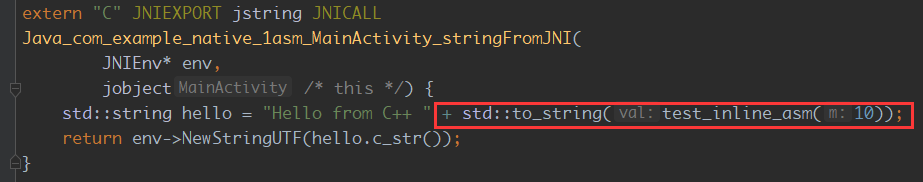 extern "C" JNIEXPORT jstring JNICALL
Java_com_example_native_1asm_MainActivity_stringFromJNI(
JNIEnv* env,
jobject MainActivity /* this */) {
std::string hello = "Hello from C++ " + std::to_string( val: test_inline_asm( m: 10));
return env->NewStringUTF(hello.c_str());
}